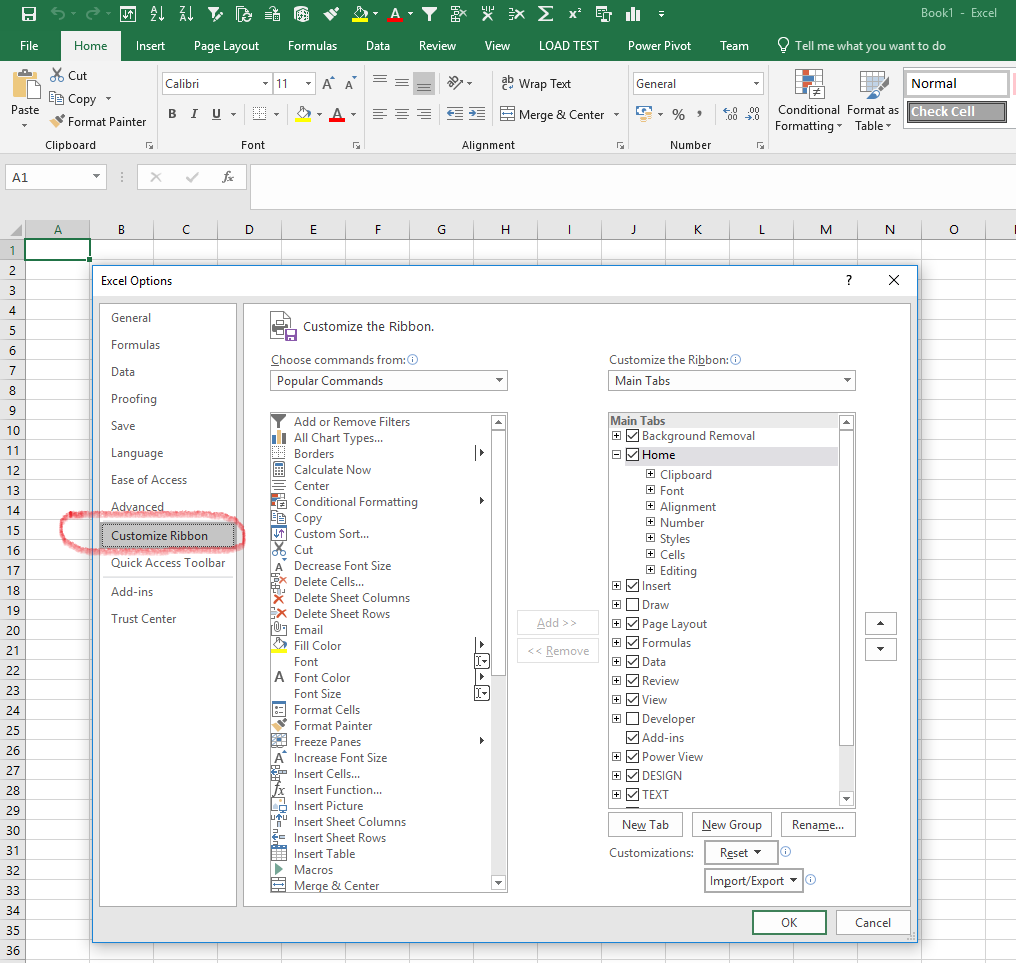 Book1 - Excel
File Home Insert Page Layout Formulas Data Review View LOAD TEST Power Pivot Team Tell me what you want to do
Paste
Cut
Copy
Format Painter
Clipboard
Calibri 11
B I U
Font
Wrap Text
Merge & Center
Alignment
General
%
Number
Conditional Formatting
Format as Table
Normal
Check Cell
A1
fx
A B C D E F G H I J K L M N O
1
2
3
4
5
6
7
8
9
10
11
12
13
14
15
16
17
18
19
20
21
22
23
24
25
26
27
28
29
30
31
32
33
34
35
36
Excel Options
?
General
Formulas
Data
Proofing
Save
Language
Ease of Access
Advanced
Customize Ribbon
Quick Access Toolbar
Add-ins
Trust Center
Customize the Ribbon.
Choose commands from:
Popular Commands
Add or Remove Filters
All Chart Types...
Borders
Calculate Now
Center
Conditional Formatting
Copy
Custom Sort...
Cut
Decrease Font Size
Delete Cells...
Delete Sheet Columns
Delete Sheet Rows
Email
Fill Color
Font
Font Color
Font Size
Format Cells
Format Painter
Freeze Panes
Increase Font Size
Insert Cells...
Insert Function...
Insert Picture
Insert Sheet Columns
Insert Sheet Rows
Insert Table
Macros
Merge & Center
Add >>
<< Remove
Customize the Ribbon:
Main Tabs
Main Tabs
Background Removal
Home
Clipboard
Font
Alignment
Number
Styles
Cells
Editing
Insert
Draw
Page Layout
Formulas
Data
Review
View
Developer
Add-ins
Power View
DESIGN
TEXT
New Tab
New Group
Rename...
Customizations:
Reset
Import/Export
OK
Cancel